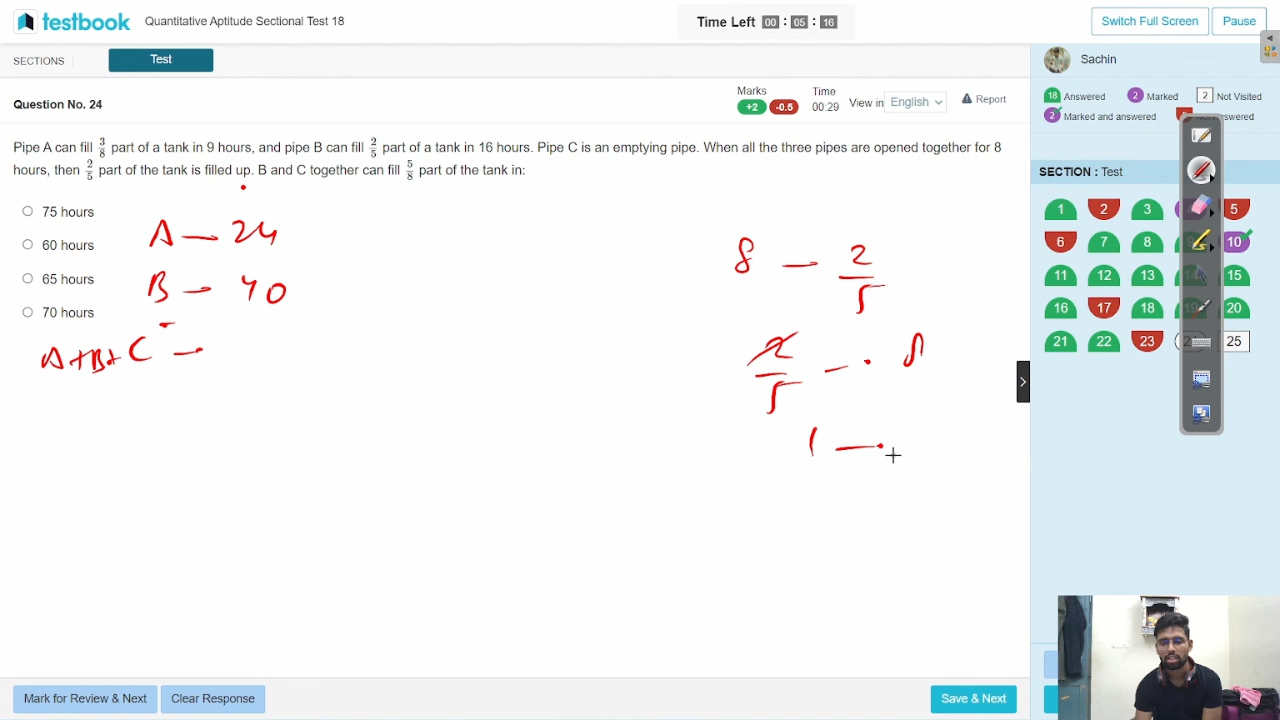 testbook
Quantitative Aptitude Sectional Test 18
Time Left 00 : 05 : 16
Switch Full Screen
Pause
SECTIONS
Test
Sachin
Question No. 24
Marks
+2 -0.5
Time
00:29
View in English
Report
18 Answered
2 Marked
2 Not Visited
2 Marked and answered
Answered
Pipe A can fill 3/8 part of a tank in 9 hours, and pipe B can fill 2/5 part of a tank in 16 hours. Pipe C is an emptying pipe. When all the three pipes are opened together for 8
hours, then 2/5 part of the tank is filled up. B and C together can fill 5/8 part of the tank in:
SECTION : Test
75 hours
60 hours
65 hours
70 hours
A — 24
B — 40
A+B+C —
8 — 2/5
2/5 — 8
1 —
1 2 3 5
6 7 8 10
11 12 13 14 15
16 17 18 19 20
21 22 23 25
Mark for Review & Next
Clear Response
Save & Next